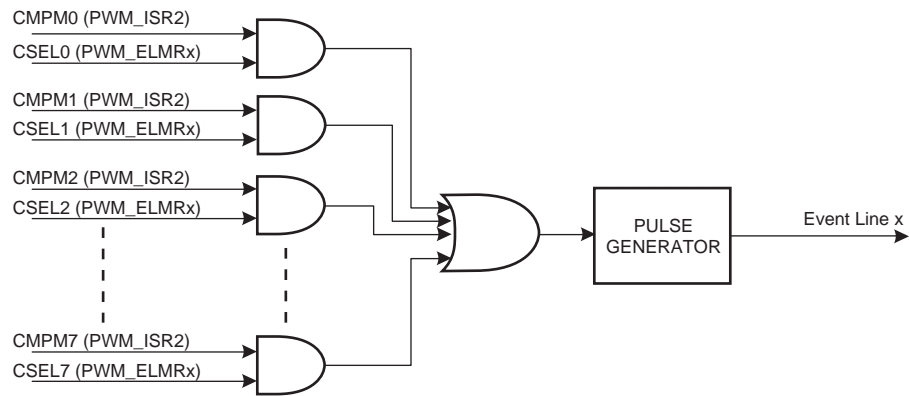 CMPM0 (PWM_ISR2)
CSEL0 (PWM_ELMRx)
CMPM1 (PWM_ISR2)
CSEL1 (PWM_ELMRx)
CMPM2 (PWM_ISR2)
CSEL2 (PWM_ELMRx)
PULSE
GENERATOR
Event Line x
CMPM7 (PWM_ISR2)
CSEL7 (PWM_ELMRx)